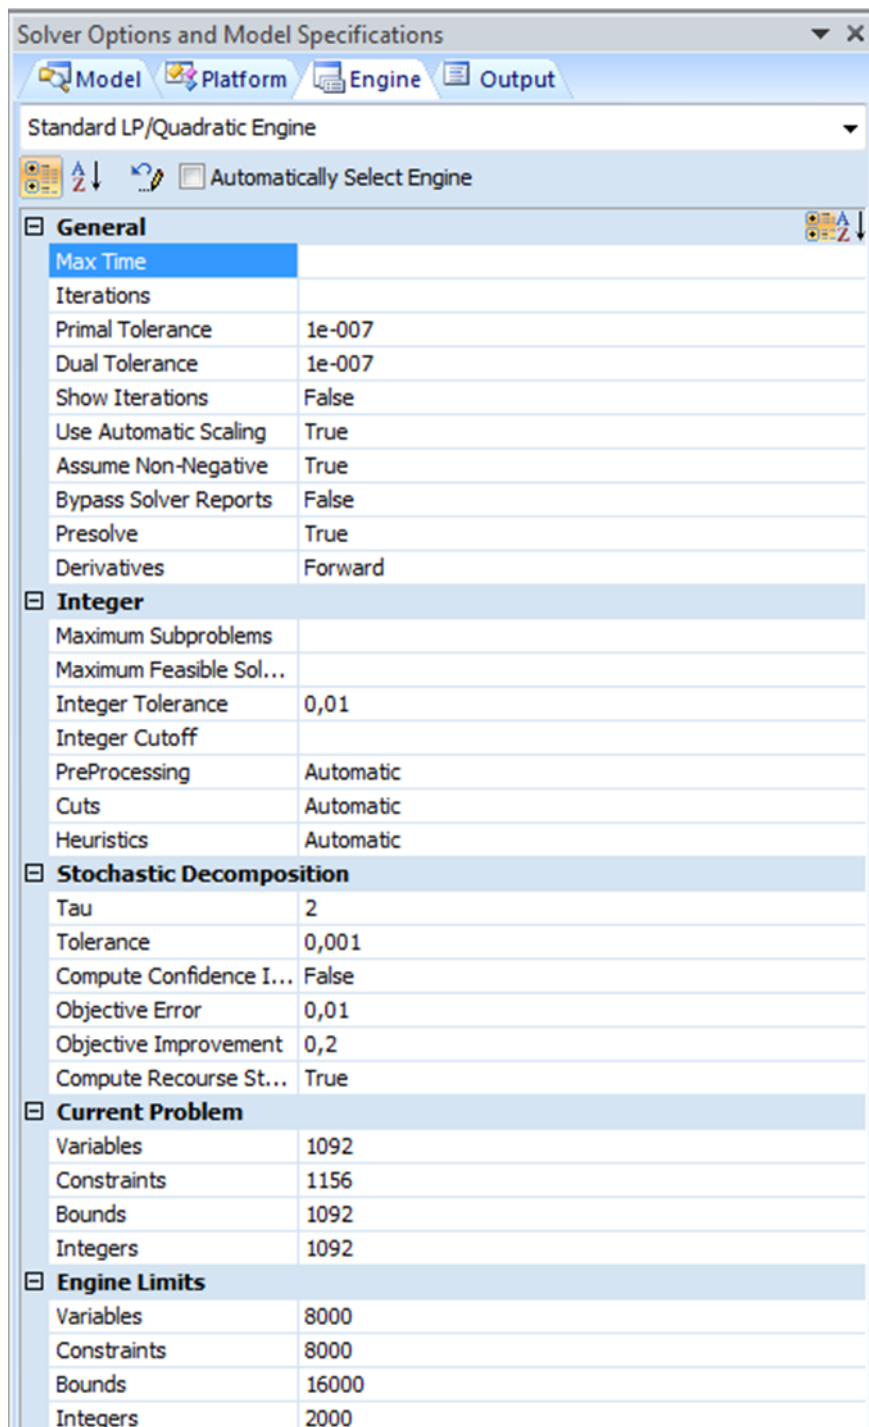 Solver Options and Model Specifications
Model Platform Engine Output
Standard LP/Quadratic Engine
Automatically Select Engine
General
Max Time
Iterations
Primal Tolerance 1e-007
Dual Tolerance 1e-007
Show Iterations False
Use Automatic Scaling True
Assume Non-Negative True
Bypass Solver Reports False
Presolve True
Derivatives Forward
Integer
Maximum Subproblems
Maximum Feasible Sol...
Integer Tolerance 0,01
Integer Cutoff
PreProcessing Automatic
Cuts Automatic
Heuristics Automatic
Stochastic Decomposition
Tau 2
Tolerance 0,001
Compute Confidence I... False
Objective Error 0,01
Objective Improvement 0,2
Compute Recourse St... True
Current Problem
Variables 1092
Constraints 1156
Bounds 1092
Integers 1092
Engine Limits
Variables 8000
Constraints 8000
Bounds 16000
Integers 2000